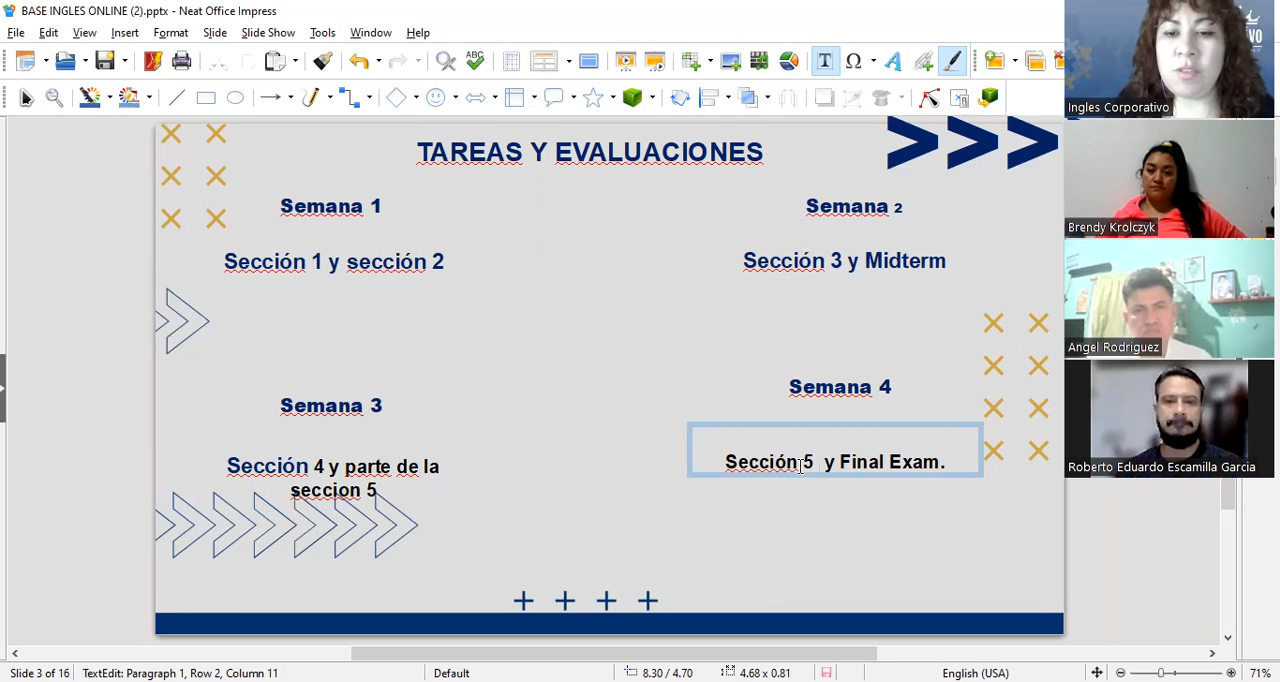 BASE INGLES ONLINE (2).pptx - Neat Office Impress
File Edit View Insert Format Slide Slide Show Tools Window Help
TAREAS Y EVALUACIONES
Semana 1
Semana 2
Sección 1 y sección 2
Sección 3 y Midterm
Semana 3
Semana 4
Sección 4 y parte de la
seccion 5
Sección 5 y Final Exam.
Ingles Corporativo
Brendy Krolczyk
Angel Rodriguez
Roberto Eduardo Escamilla Garcia
Slide 3 of 16 TextEdit: Paragraph 1, Row 2, Column 11 Default 8.30 / 4.70 4.68 x 0.81 English (USA) 71%